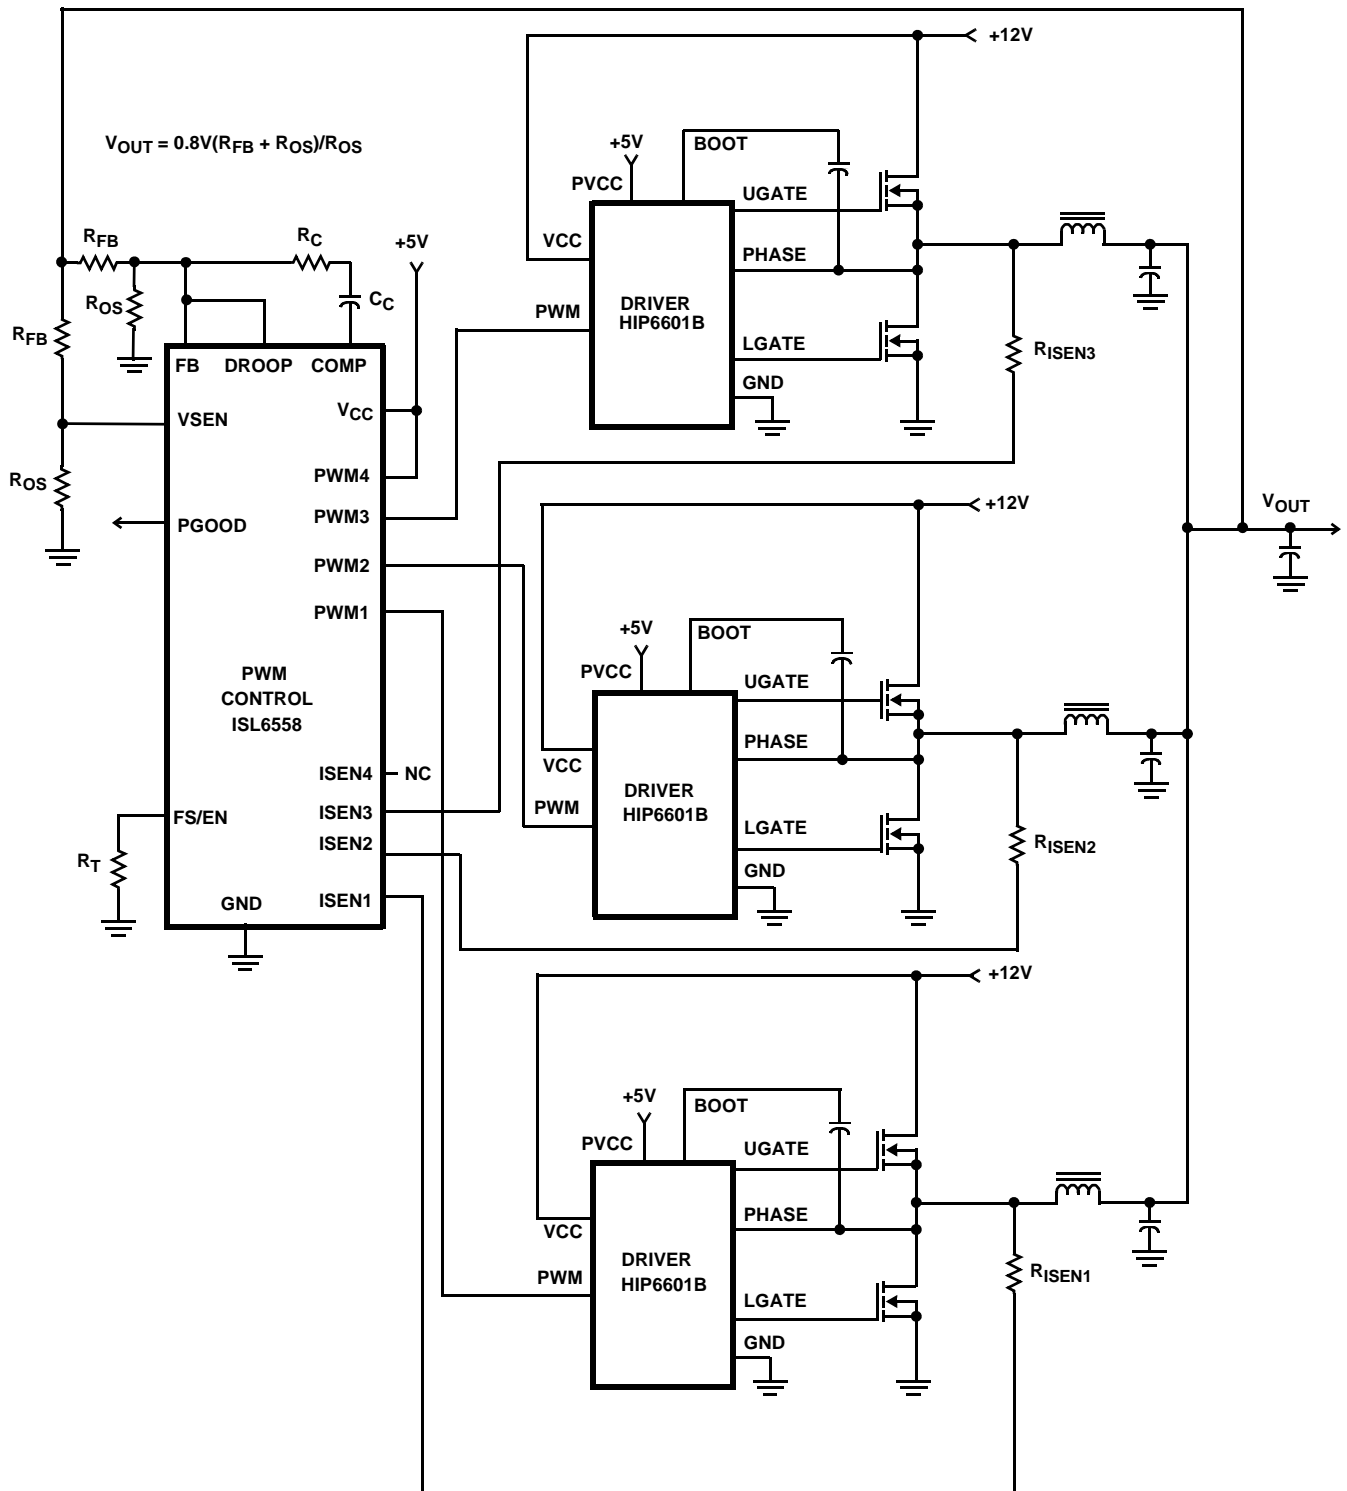 +12V
VOUT = 0.8V(RFB + ROS)/ROS
+5V
BOOT
PVCC
UGATE
VCC
PHASE
DRIVER
HIP6601B
PWM
LGATE
GND
RISEN3
RFB
RC
+5V
ROS
CC
RFB
FB
DROOP
COMP
VSEN
VCC
ROS
PWM4
PGOOD
PWM3
PWM2
PWM1
PWM
CONTROL
ISL6558
ISEN4
NC
FS/EN
ISEN3
ISEN2
RT
GND
ISEN1
+12V
VOUT
+5V
BOOT
PVCC
UGATE
PHASE
VCC
DRIVER
HIP6601B
PWM
LGATE
GND
RISEN2
+12V
+5V
BOOT
PVCC
UGATE
PHASE
VCC
DRIVER
HIP6601B
PWM
LGATE
GND
RISEN1